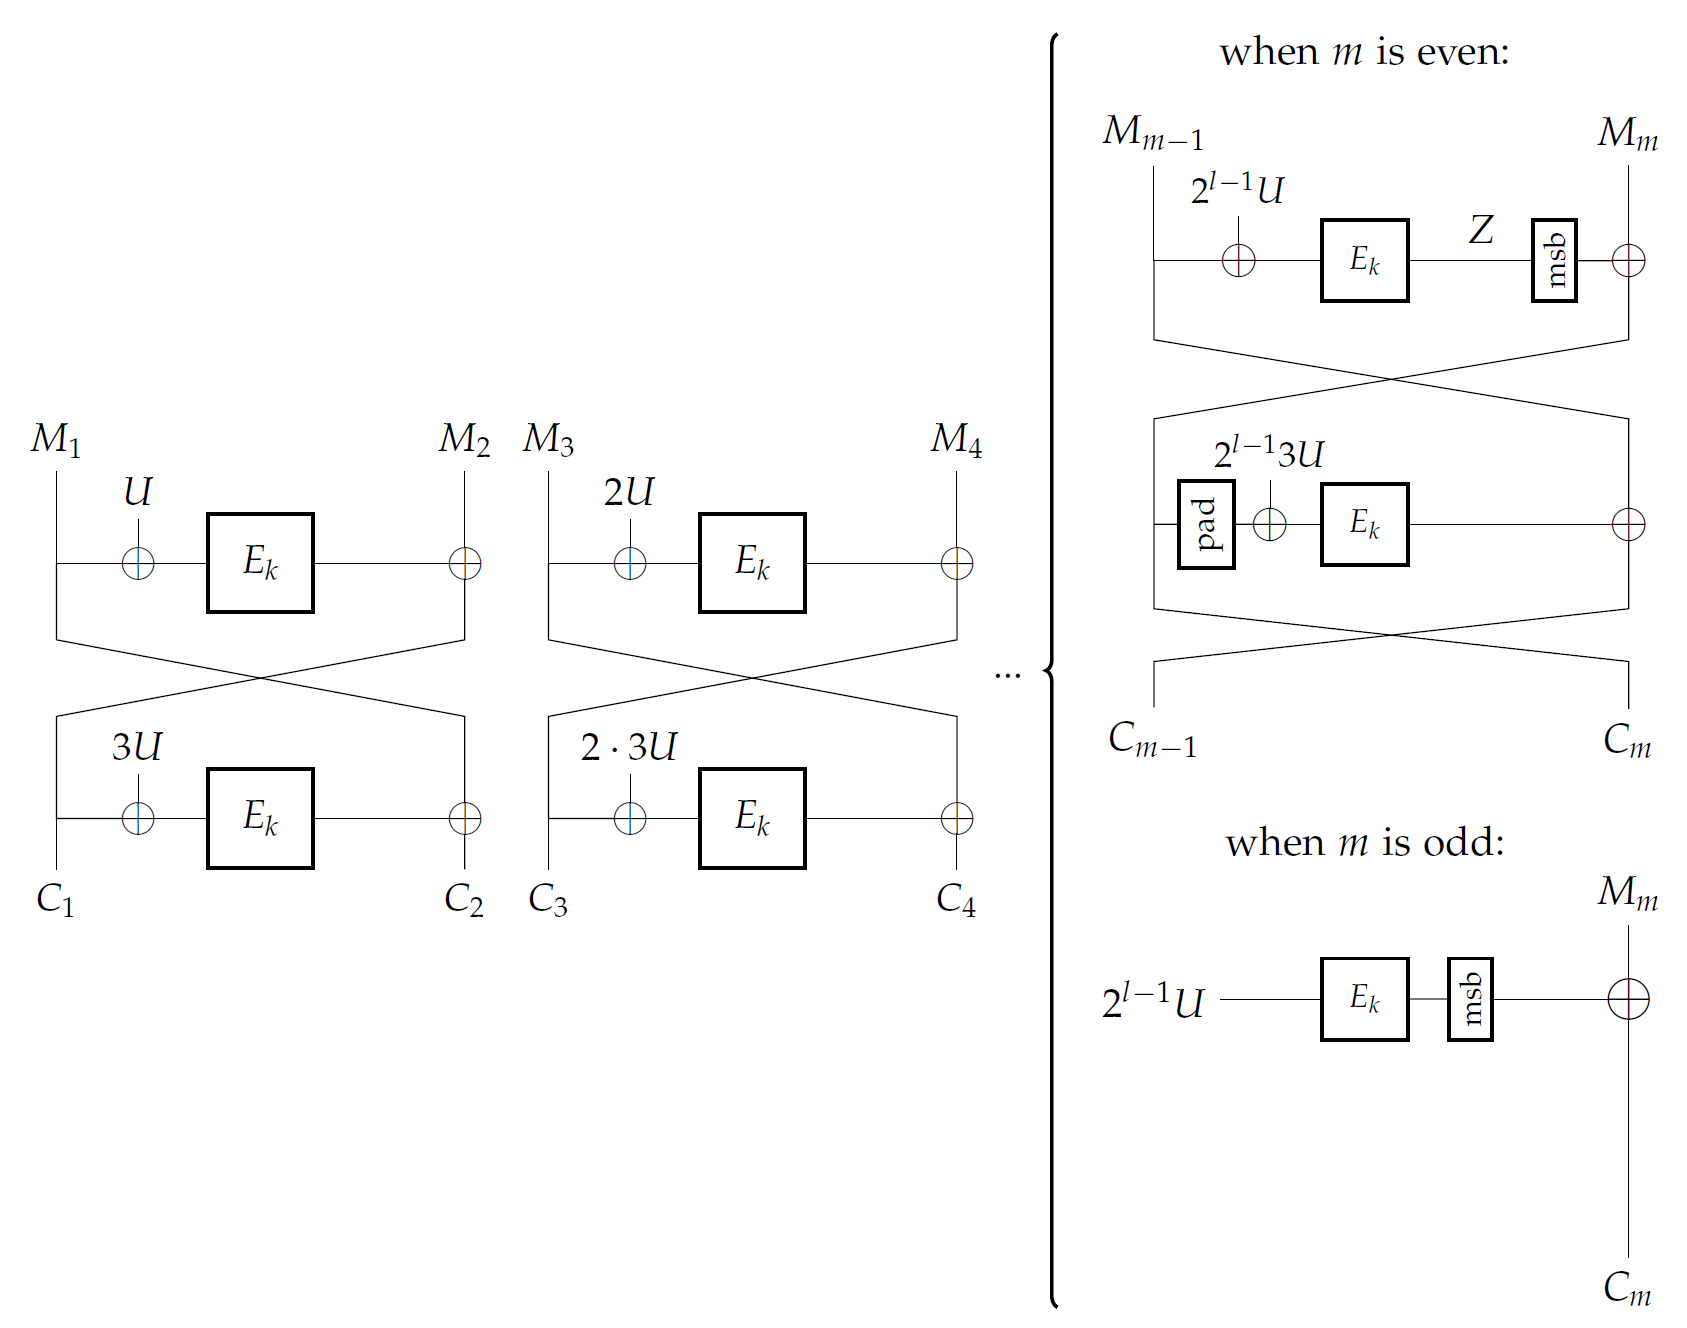 when m is even:
M_{m−1} M_m
2^{l−1}U
E_k Z msb
M_1 M_2 M_3 M_4
U 2U
E_k E_k
2^{l−1}3U
pad E_k
...
3U 2 · 3U
E_k E_k
C_{m−1} C_m
C_1 C_2 C_3 C_4
when m is odd:
M_m
2^{l−1}U E_k msb
C_m